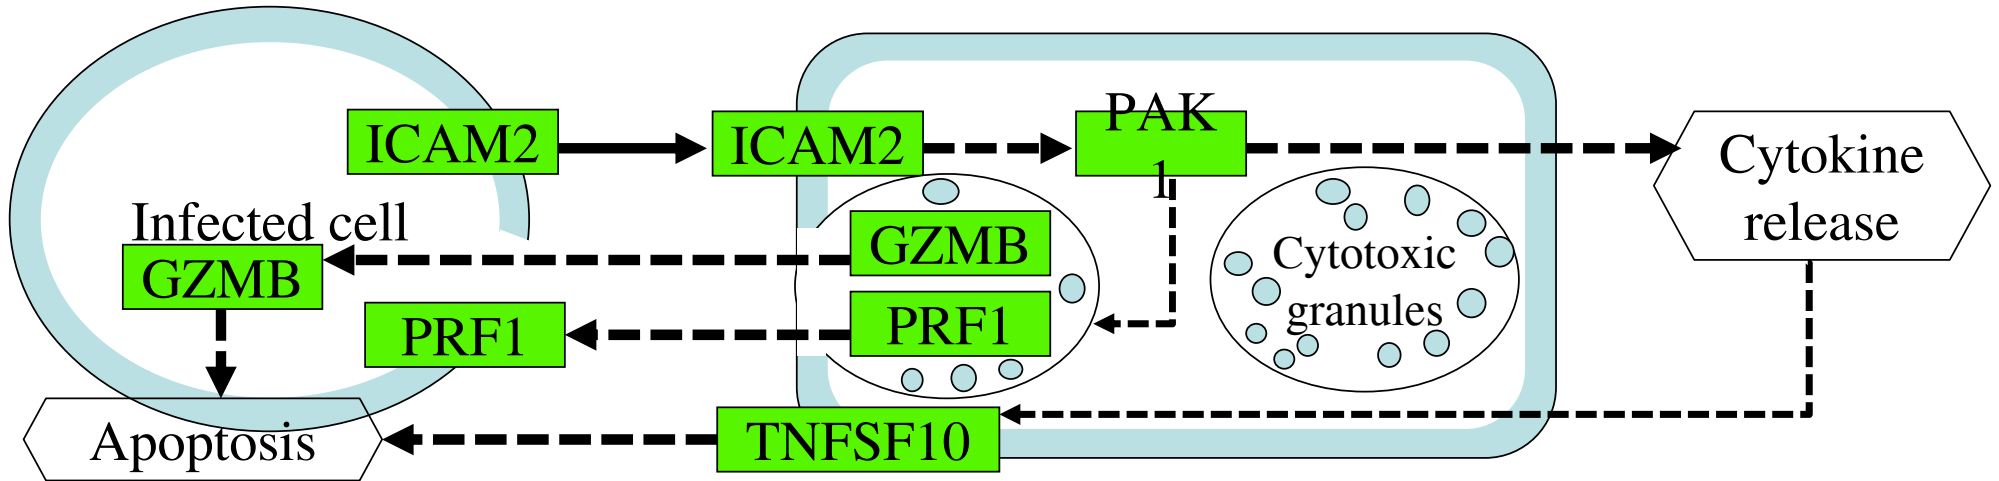 ICAM2
ICAM2
PAK
1
Cytokine
release
Infected cell
GZMB
GZMB
PRF1
PRF1
Cytotoxic
granules
Apoptosis
TNFSF10